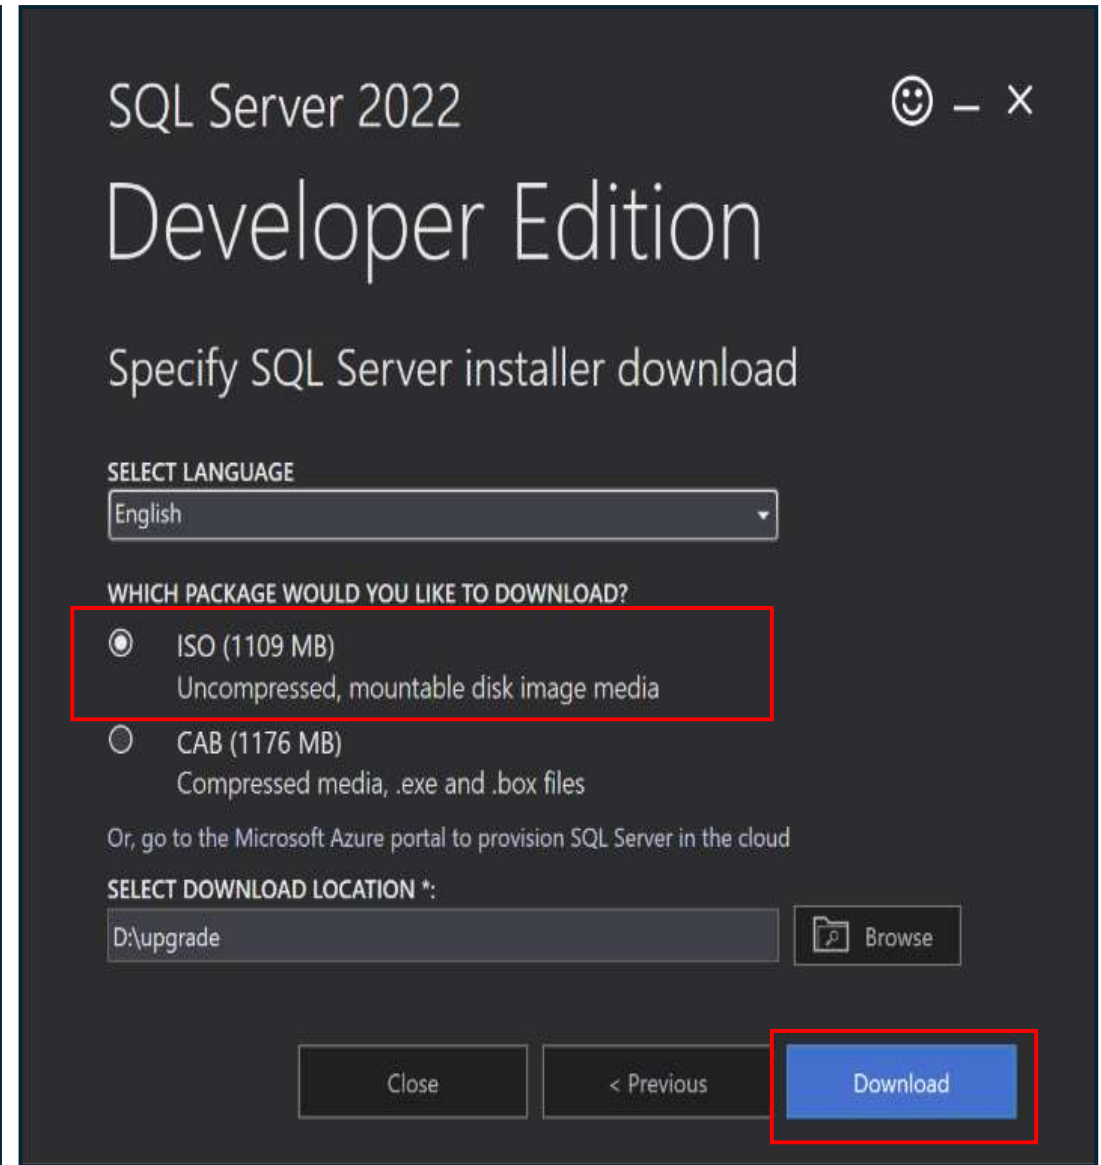 SQL Server 2022
Developer Edition
Specify SQL Server installer download
SELECT LANGUAGE
English
WHICH PACKAGE WOULD YOU LIKE TO DOWNLOAD?
ISO (1109 MB)
Uncompressed, mountable disk image media
CAB (1176 MB)
Compressed media, .exe and .box files
Or, go to the Microsoft Azure portal to provision SQL Server in the cloud
SELECT DOWNLOAD LOCATION *:
D:\upgrade
Browse
Close
< Previous
Download